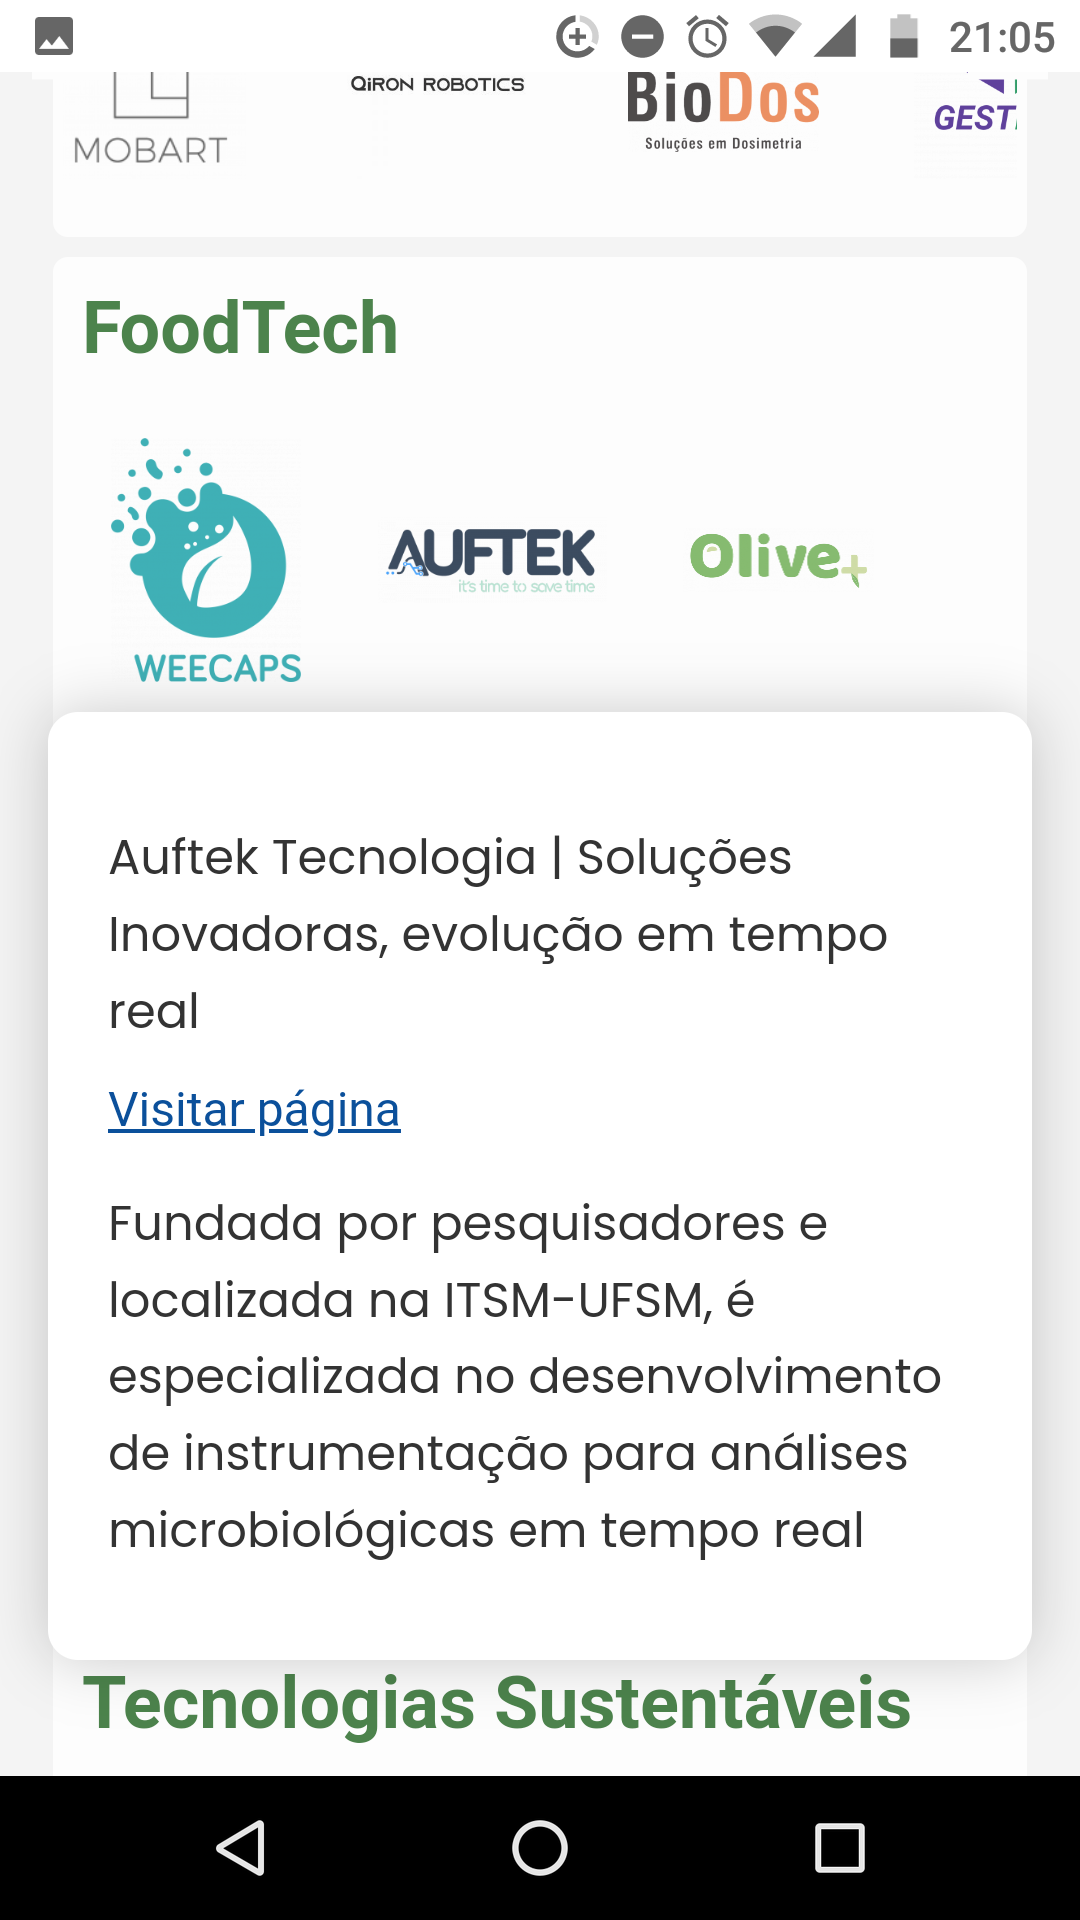 21:05
MOBART
QiRON ROBOTICS
BioDos
Soluções em Dosimetria
GEST
FoodTech
WEECAPS
AUFTEK
it's time to save time
Olive+
Auftek Tecnologia | Soluções
Inovadoras, evolução em tempo
real
Visitar página
Fundada por pesquisadores e
localizada na ITSM-UFSM, é
especializada no desenvolvimento
de instrumentação para análises
microbiológicas em tempo real
Tecnologias Sustentáveis